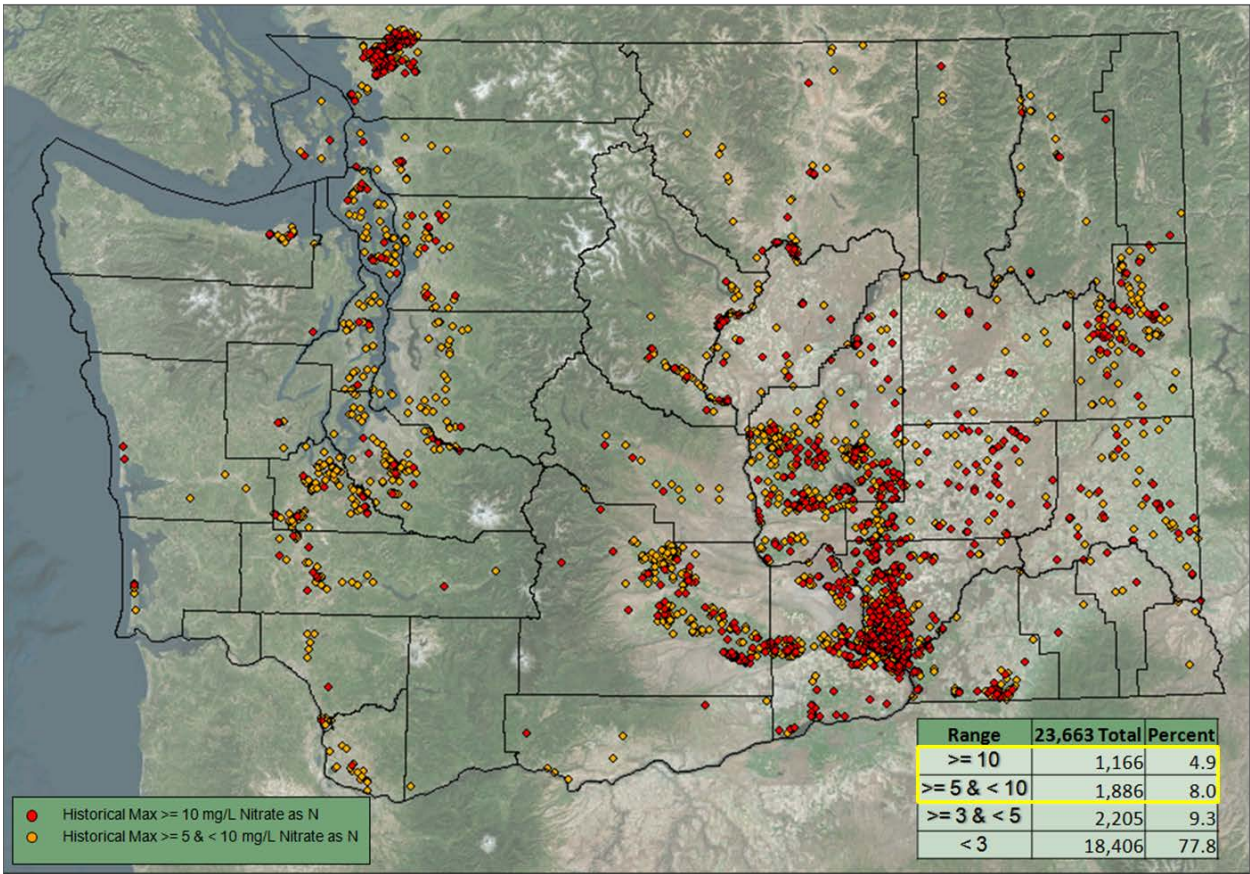 Range 23,663 Total Percent
>= 10 1,166 4.9
>= 5 & < 10 1,886 8.0
>= 3 & < 5 2,205 9.3
< 3 18,406 77.8
Historical Max >= 10 mg/L Nitrate as N
Historical Max >= 5 & < 10 mg/L Nitrate as N